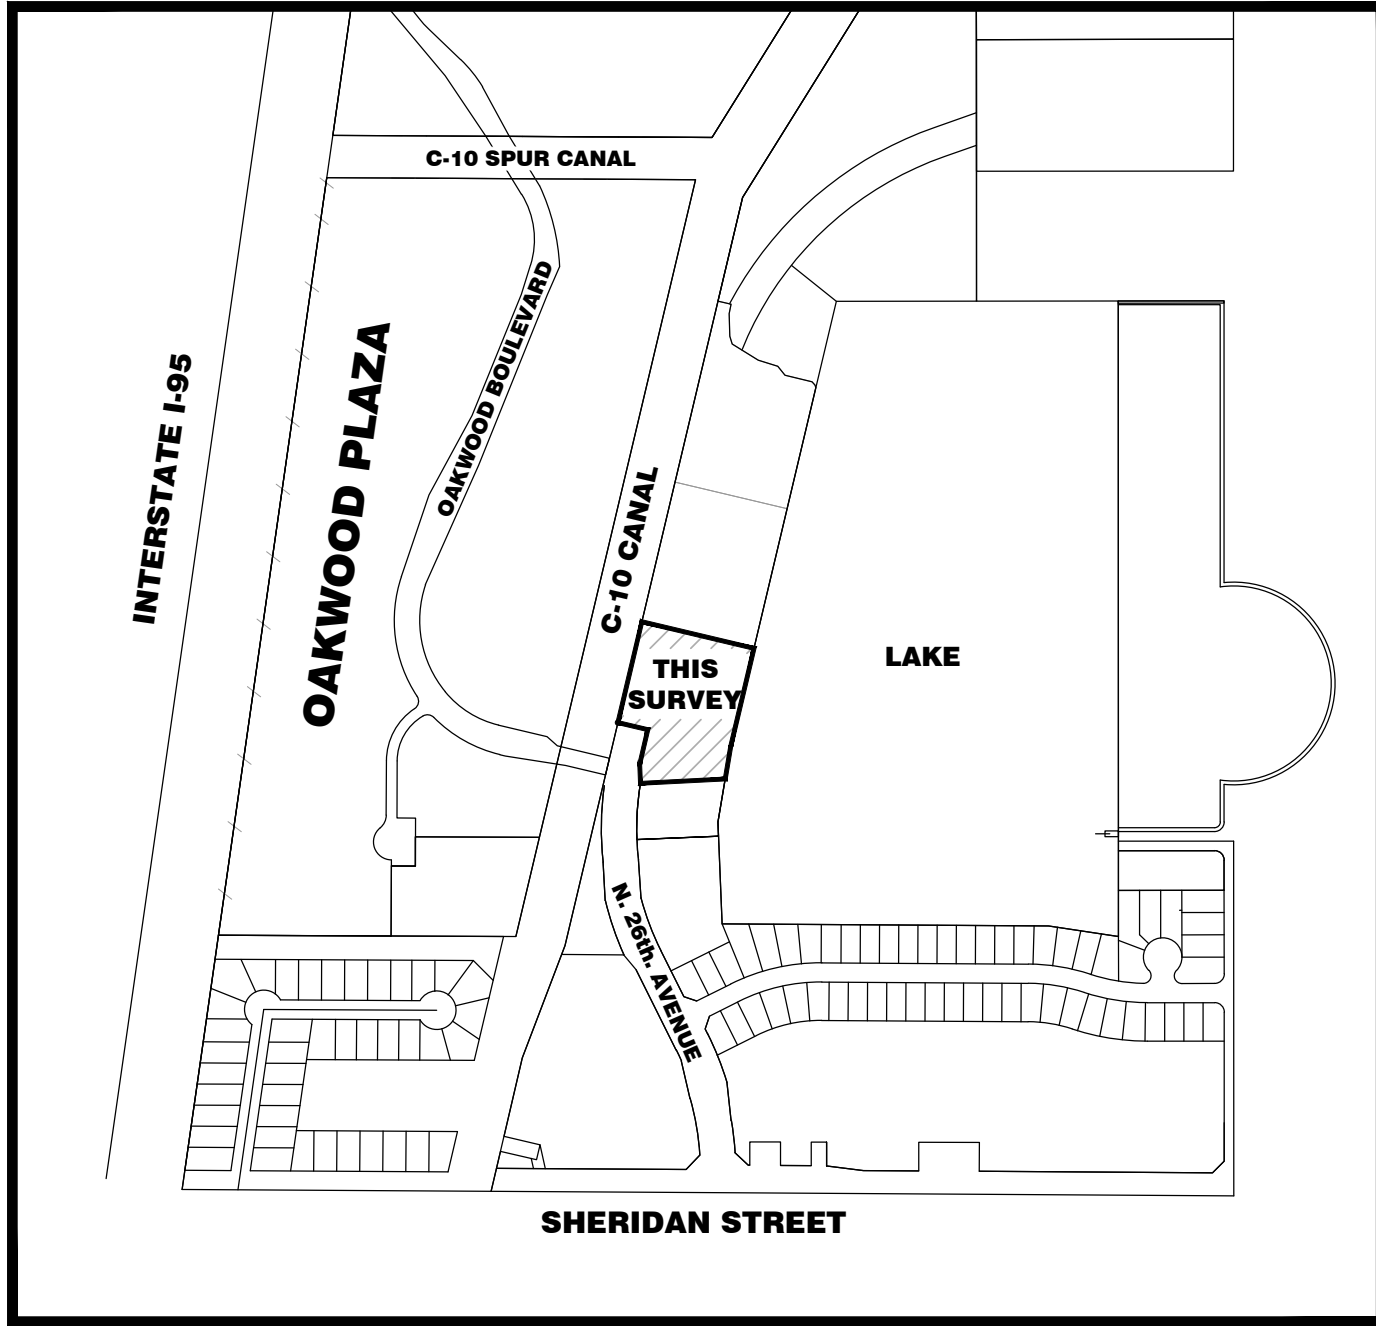 C-10 SPUR CANAL
OAKWOOD BOULEVARD
INTERSTATE I-95
OAKWOOD PLAZA
C-10 CANAL
THIS
SURVEY
LAKE
N. 26th. AVENUE
SHERIDAN STREET